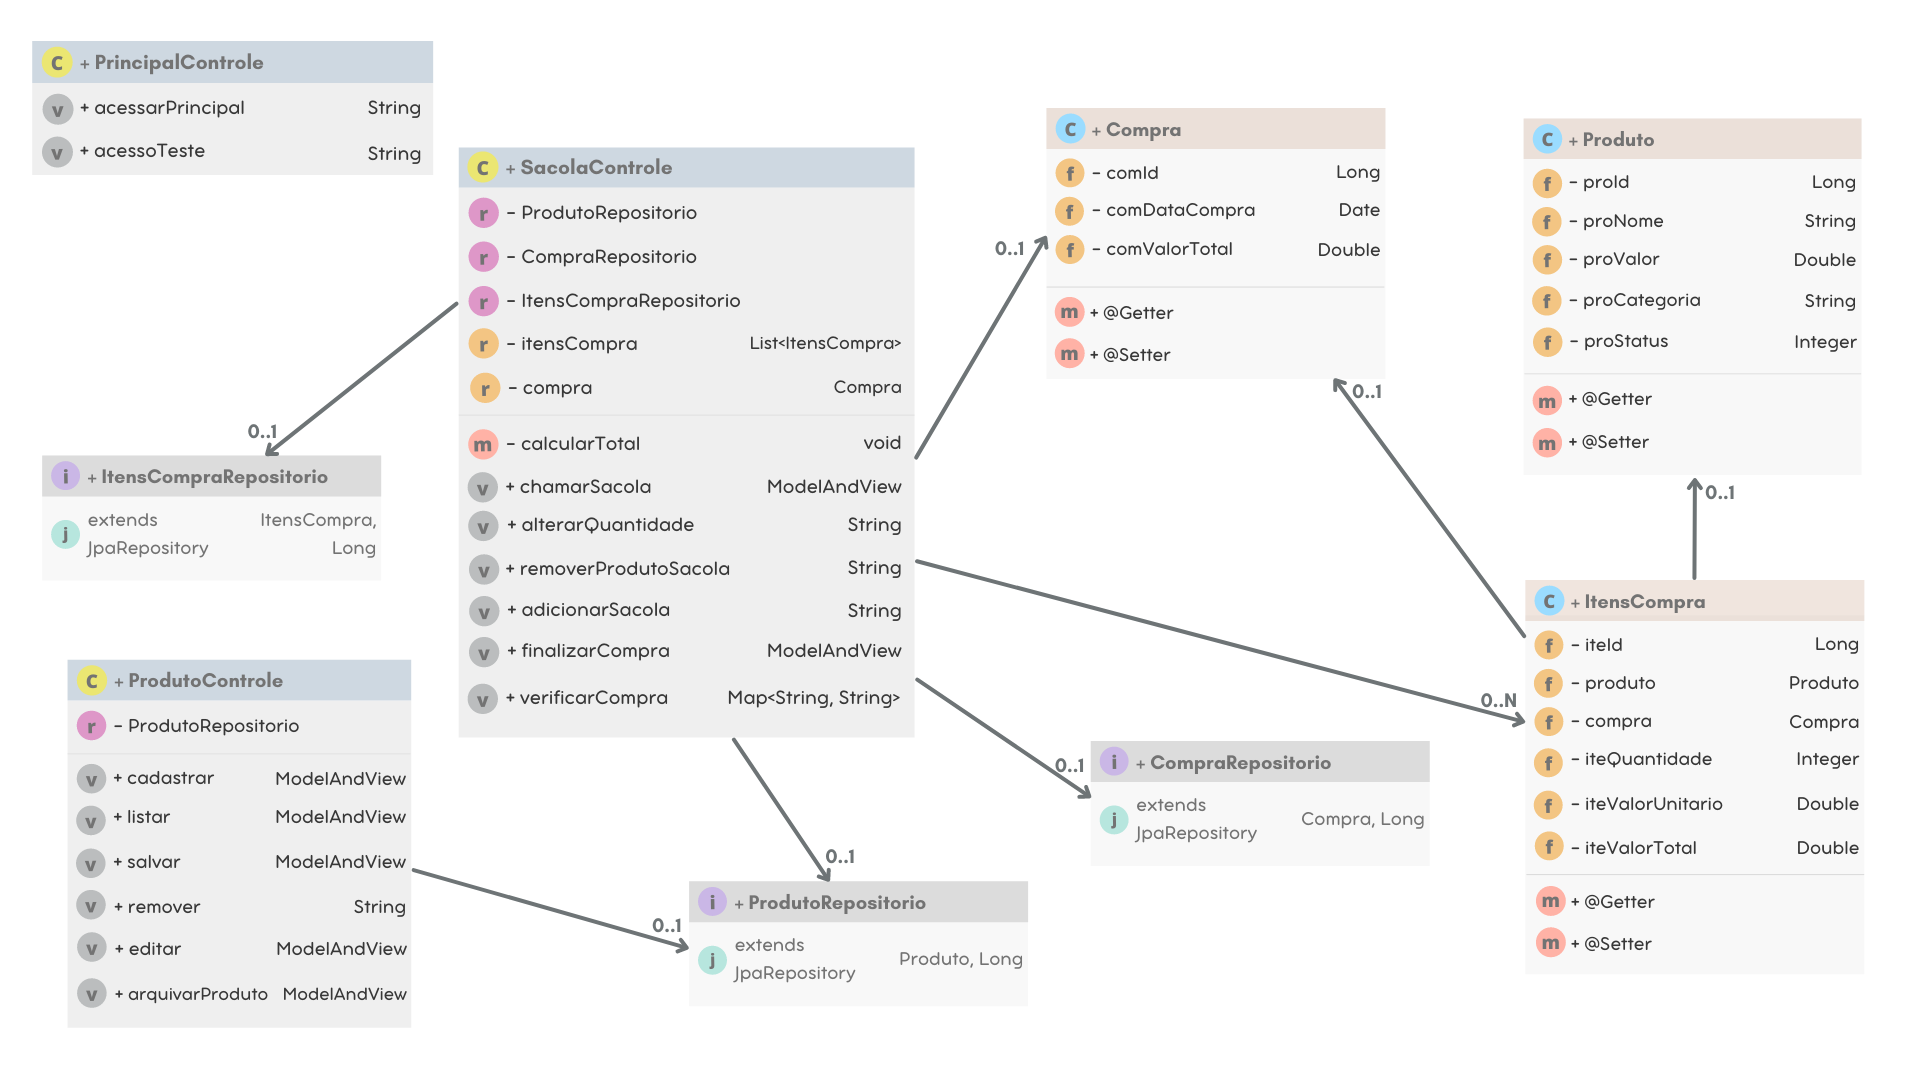 C + PrincipalControle
v + acessarPrincipal String
v + acessoTeste String
C + SacolaControle
r - ProdutoRepositorio
r - CompraRepositorio
r - ItensCompraRepositorio
r - itensCompra List<ItensCompra>
r - compra Compra
m - calcularTotal void
v + chamarSacola ModelAndView
v + alterarQuantidade String
v + removerProdutoSacola String
v + adicionarSacola String
v + finalizarCompra ModelAndView
v + verificarCompra Map<String, String>
C + Compra
f - comId Long
f - comDataCompra Date
f - comValorTotal Double
m + @Getter
m + @Setter
C + Produto
f - proId Long
f - proNome String
f - proValor Double
f - proCategoria String
f - proStatus Integer
m + @Getter
m + @Setter
0..1
0..1
0..1
0..1
i + ItensCompraRepositorio
j
extends ItensCompra,
JpaRepository Long
C + ProdutoControle
r - ProdutoRepositorio
v + cadastrar ModelAndView
v + listar ModelAndView
v + salvar ModelAndView
v + remover String
v + editar ModelAndView
v + arquivarProduto ModelAndView
C + ItensCompra
f - iteId Long
f - produto Produto
f - compra Compra
f - iteQuantidade Integer
f - iteValorUnitario Double
f - iteValorTotal Double
m + @Getter
m + @Setter
0..N
0..1
i + CompraRepositorio
j
extends
JpaRepository
Compra, Long
0..1
0..1
i + ProdutoRepositorio
j
extends
JpaRepository
Produto, Long